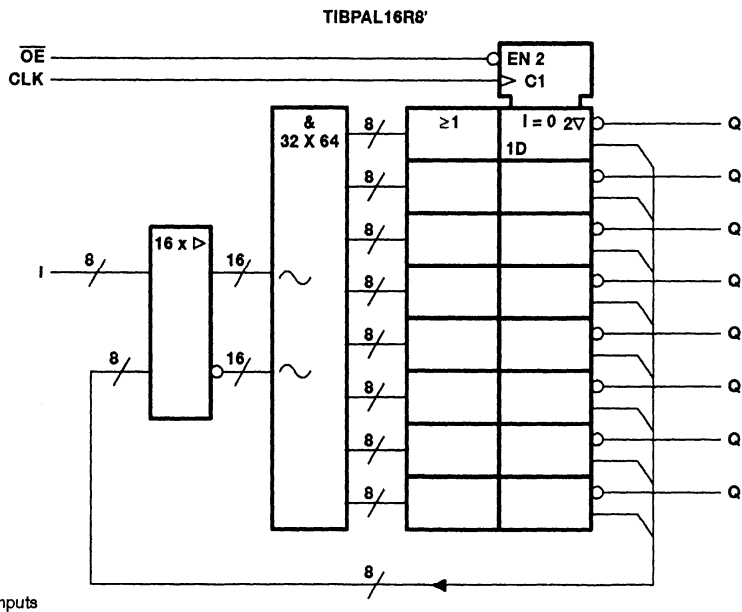 TIBPAL16R8'
OE
CLK
EN 2
C1
&
32 X 64
8
≥1
I = 0 2▽
1D
Q
8
Q
8
Q
16 x ▷
I
8
16
8
Q
8
Q
8
16
8
Q
8
Q
8
Q
8
nputs